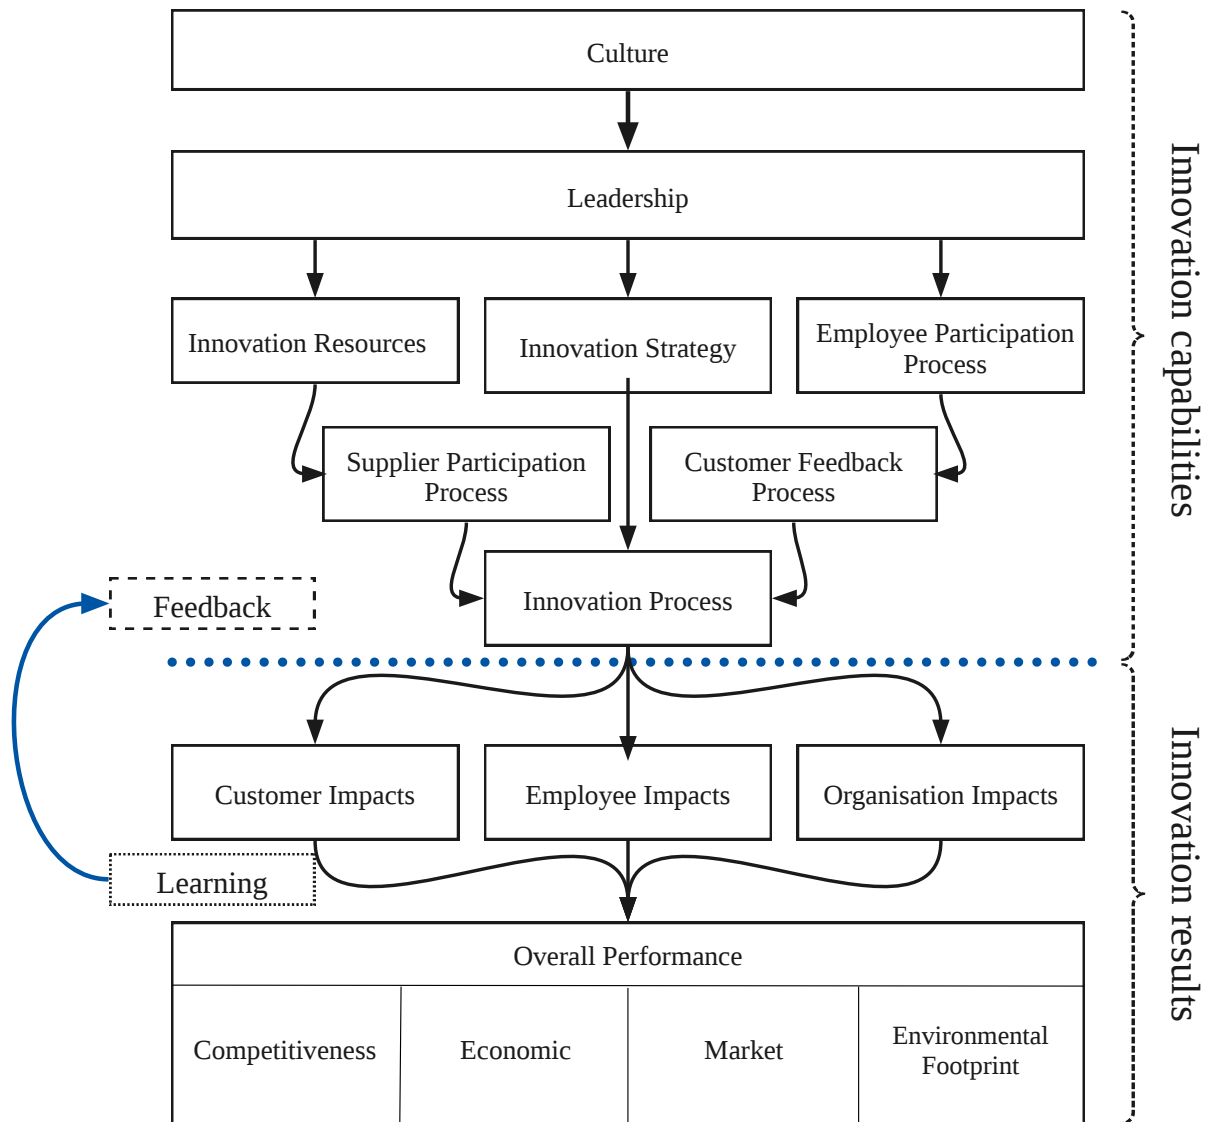 Culture
Leadership
Innovation Resources
Innovation Strategy
Employee Participation
Process
Supplier Participation
Process
Customer Feedback
Process
Feedback
Innovation Process
Innovation capabilities
Customer Impacts
Employee Impacts
Organisation Impacts
Learning
Overall Performance
Competitiveness
Economic
Market
Environmental
Footprint
Innovation results